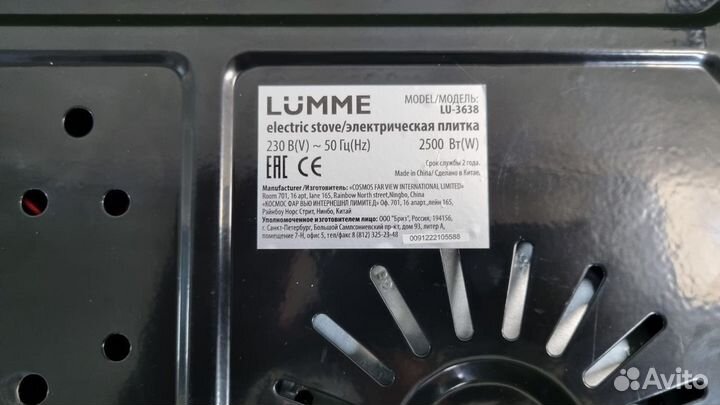 LÜMME
MODEL/МОДЕЛЬ:
LU-3638
electric stove/электрическая плитка
230 В(V) ~ 50 Гц(Hz) 2500 Вт(W)
EAC CE
Срок службы 2 года.
Made in China/ Сделано в Китае,
Manufacturer /Изготовитель: «COSMOS FAR VIEW INTERNATIONAL LIMITED»
Room 701, 16 apt, lane 165, Rainbow North street,Ningbo, China
«КОСМОС ФАР ВЬЮ ИНТЕРНЕШНЛ ЛИМИТЕД» Оф. 701, 16 апарт.,лейн 165,
Рэйнбоу Норс Стрит, Нинбо, Китай
Уполномоченное изготовителем лицо: ООО "Бриз", Россия, 194156,
г. Санкт-Петербург, Большой Сампсониевский пр-кт, дом 93, литер А,
помещение 7-Н, офис 5, тел/факс 8 (812) 325-23-48
0091222105588
Avito